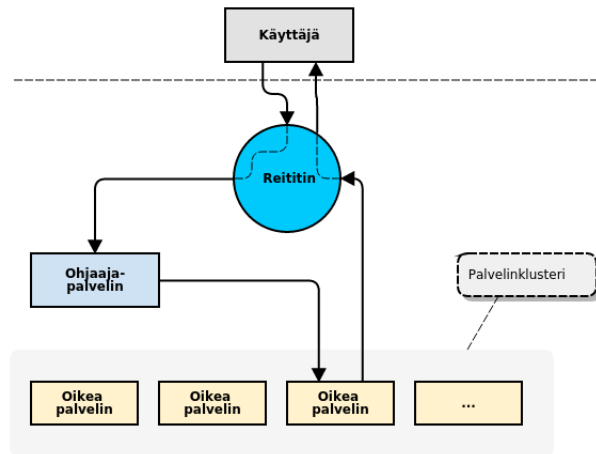 Käyttäjä
Reititin
Ohjaaja-
palvelin
Palvelinklusteri
Oikea
palvelin
Oikea
palvelin
Oikea
palvelin
...